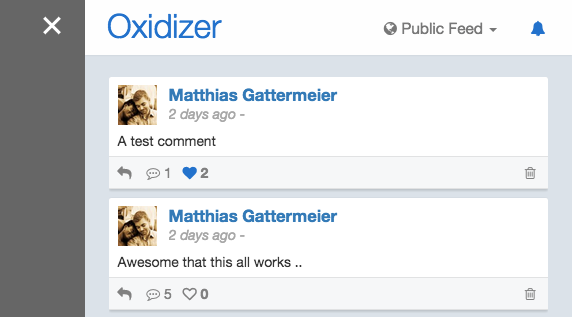 Oxidizer
Public Feed
Matthias Gattermeier
2 days ago -
A test comment
1 2
Matthias Gattermeier
2 days ago -
Awesome that this all works ..
5 0